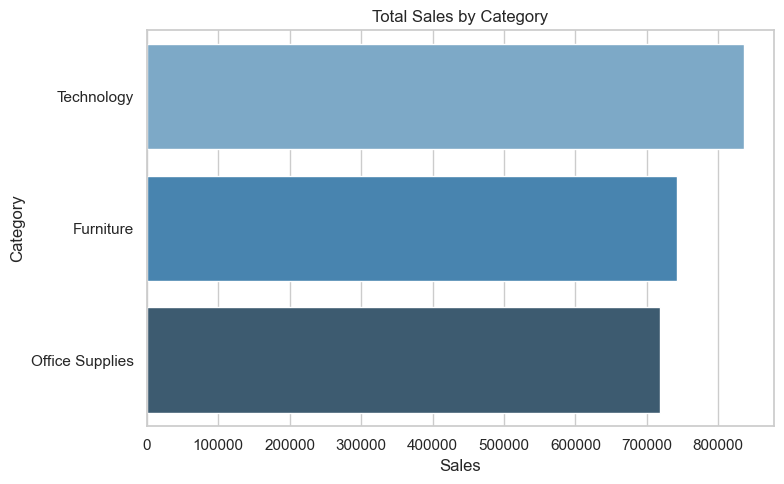 Total Sales by Category
Category
Technology
Furniture
Office Supplies
0 100000 200000 300000 400000 500000 600000 700000 800000
Sales